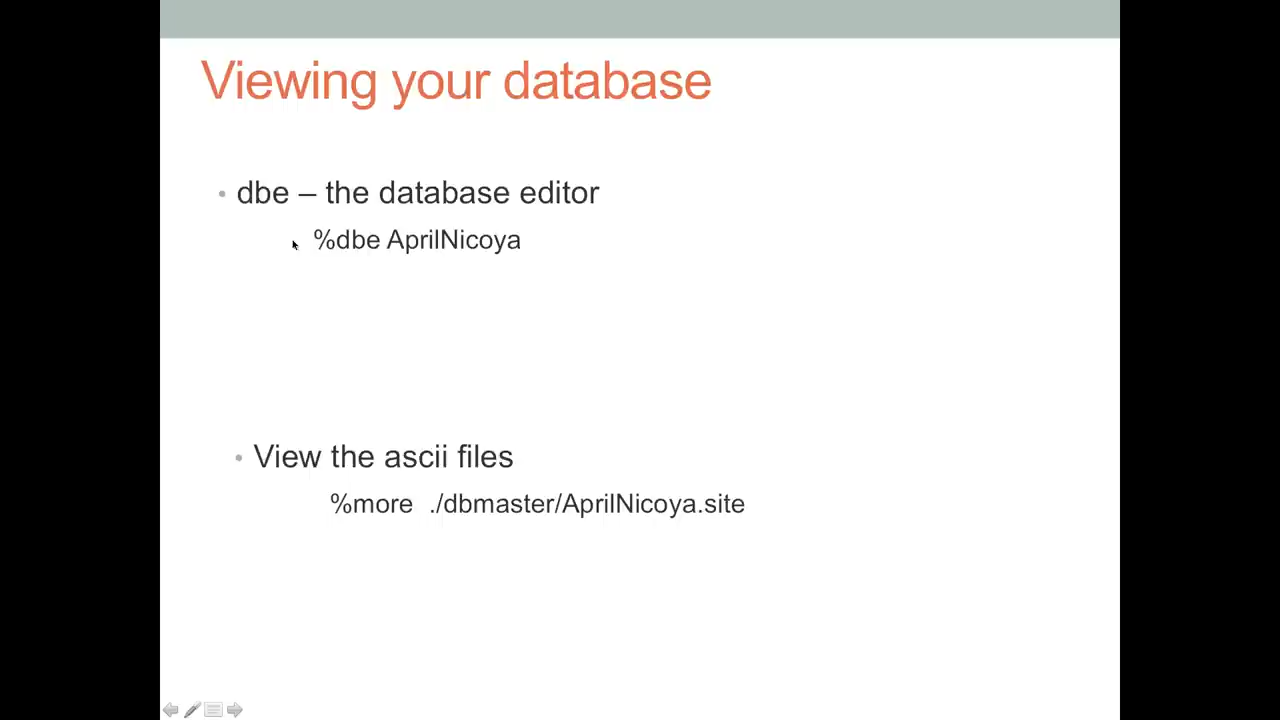 Viewing your database
• dbe – the database editor
%dbe AprilNicoya
• View the ascii files
%more ./dbmaster/AprilNicoya.site